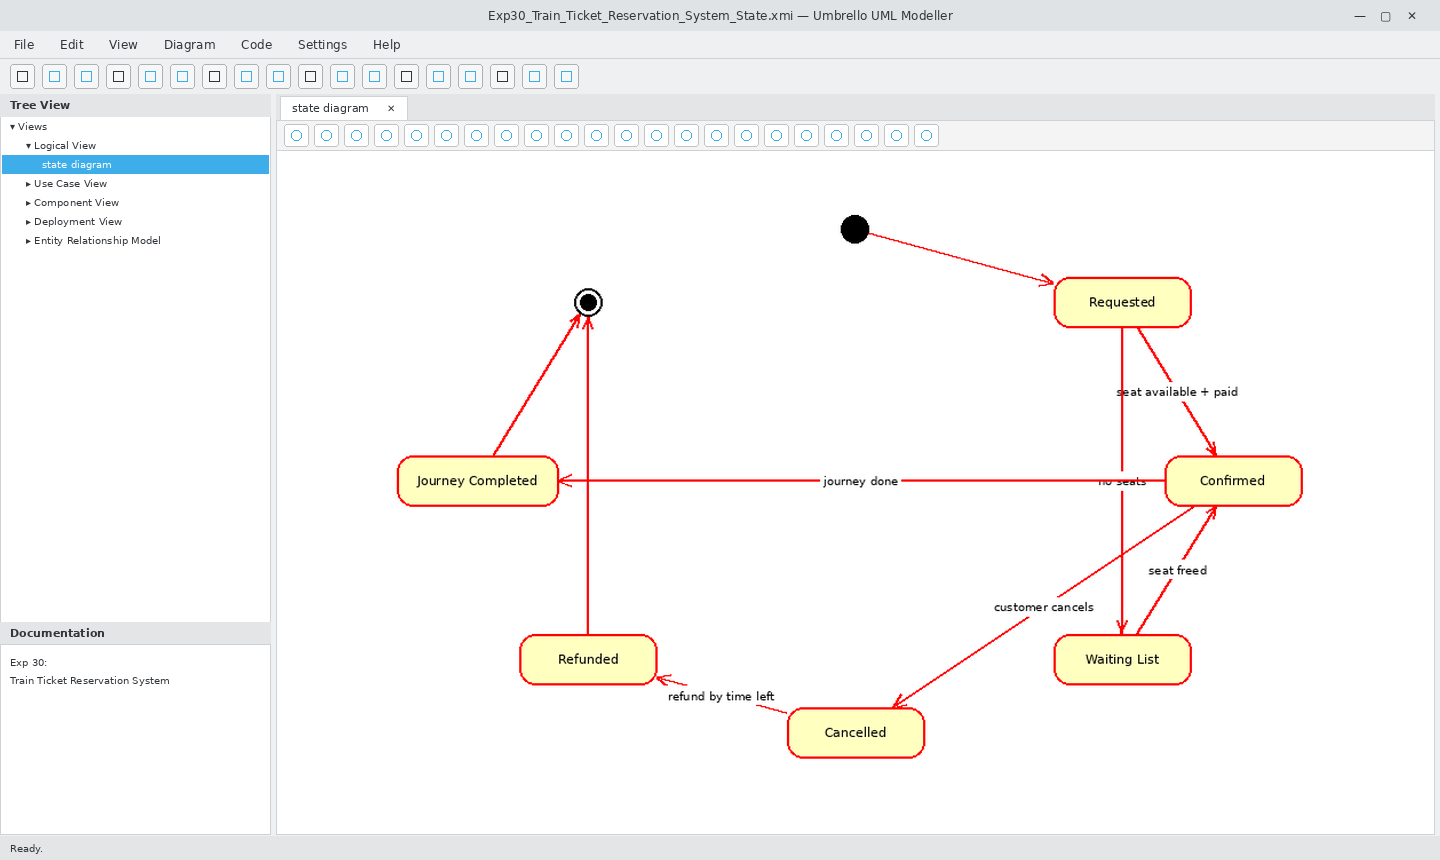 Exp30_Train_Ticket_Reservation_System_State.xmi — Umbrello UML Modeller
File Edit View Diagram Code Settings Help
Tree View
Views
Logical View
state diagram
Use Case View
Component View
Deployment View
Entity Relationship Model
Documentation
Exp 30:
Train Ticket Reservation System
state diagram
Requested
seat available + paid
Journey Completed
journey done
no seats
Confirmed
seat freed
customer cancels
Refunded
Waiting List
refund by time left
Cancelled
Ready.